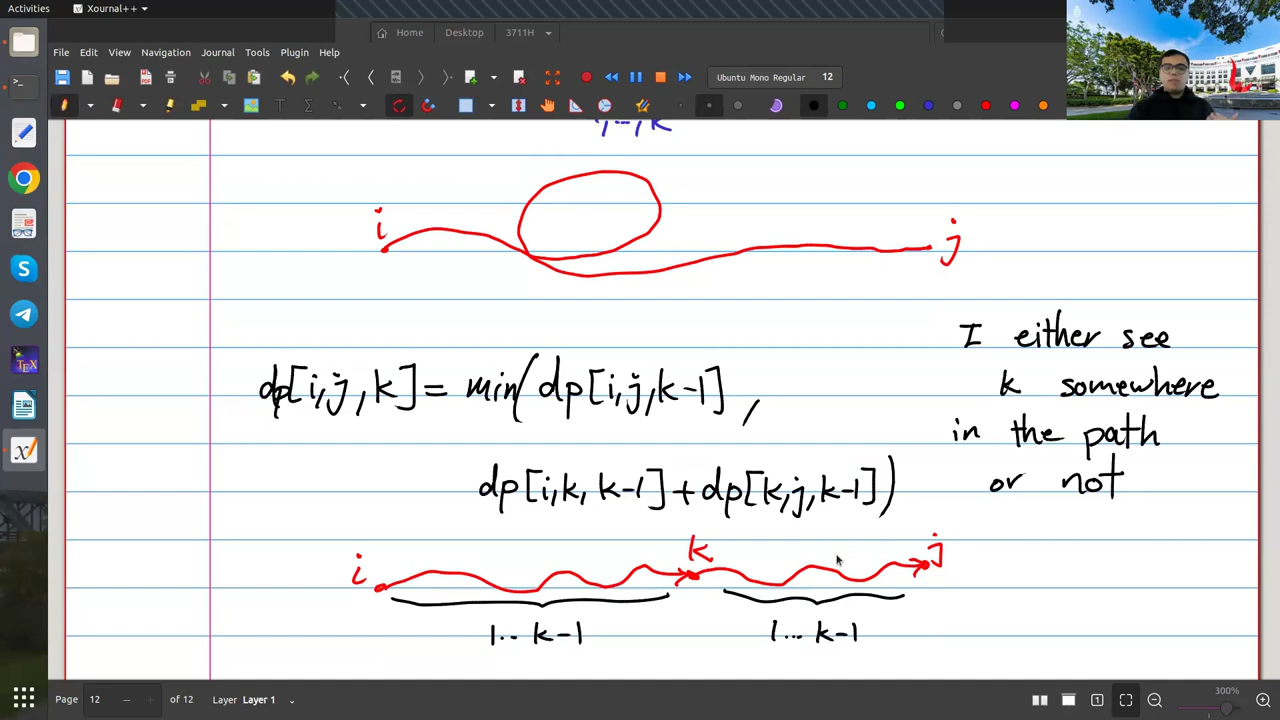 Activities
Xournal++
Home
Desktop
3711H
File Edit View Navigation Journal Tools Plugin Help
Ubuntu Mono Regular 12
i
j
dp[i,j,k]=min(dp[i,j,k-1],
dp[i,k,k-1]+dp[k,j,k-1])
I either see
k somewhere
in the path
or not
i
k
j
1.. k-1
1... k-1
Page 12 of 12 Layer Layer 1
300%